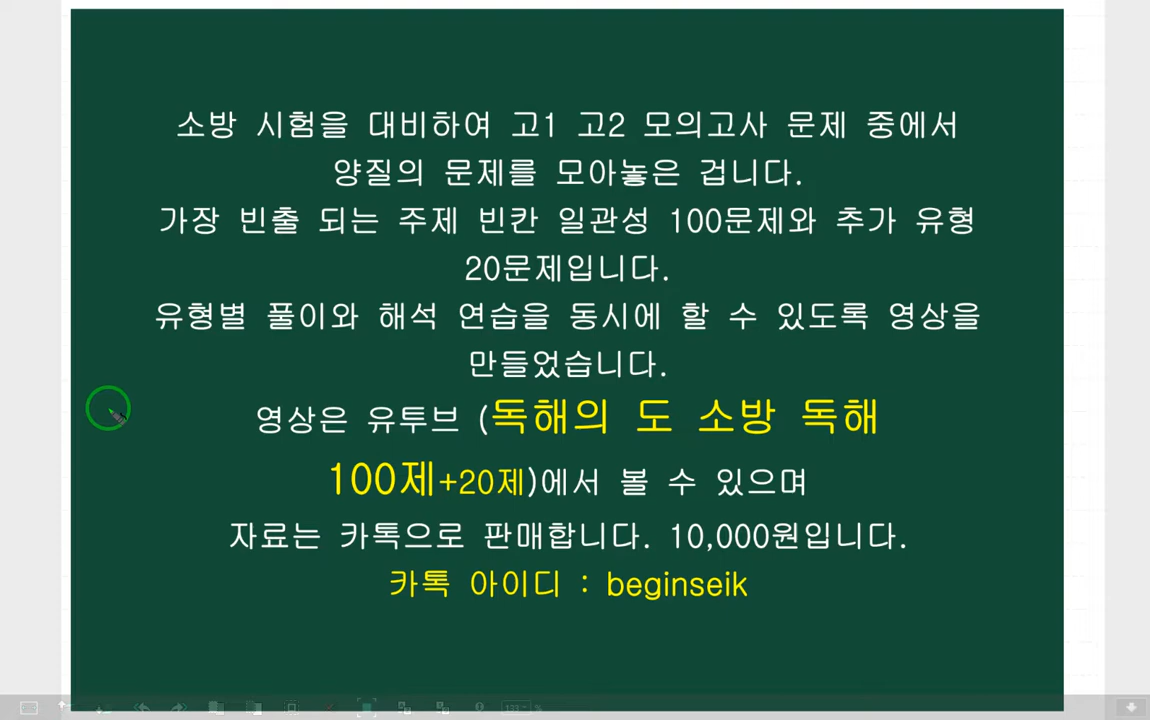 소방 시험을 대비하여 고1 고2 모의고사 문제 중에서
양질의 문제를 모아놓은 겁니다.
가장 빈출 되는 주제 빈칸 일관성 100문제와 추가 유형
20문제입니다.
유형별 풀이와 해석 연습을 동시에 할 수 있도록 영상을
만들었습니다.
영상은 유투브 (독해의 도 소방 독해
100제+20제)에서 볼 수 있으며
자료는 카톡으로 판매합니다. 10,000원입니다.
카톡 아이디 : beginseik
133 %